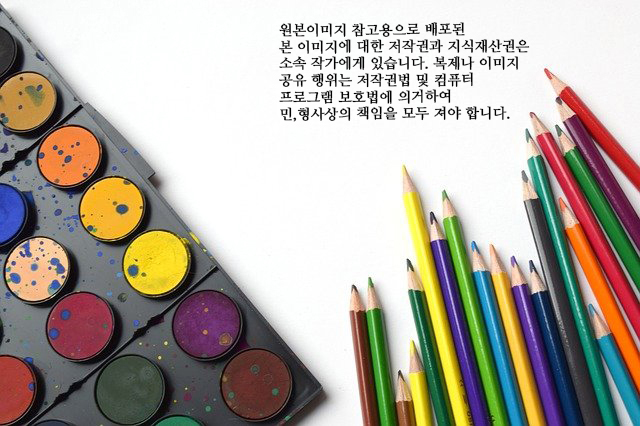 원본이미지 참고용으로 배포된
본 이미지에 대한 저작권과 지식재산권은
소속 작가에게 있습니다. 복제나 이미지
공유 행위는 저작권법 및 컴퓨터
프로그램 보호법에 의거하여
민,형사상의 책임을 모두 져야 합니다.